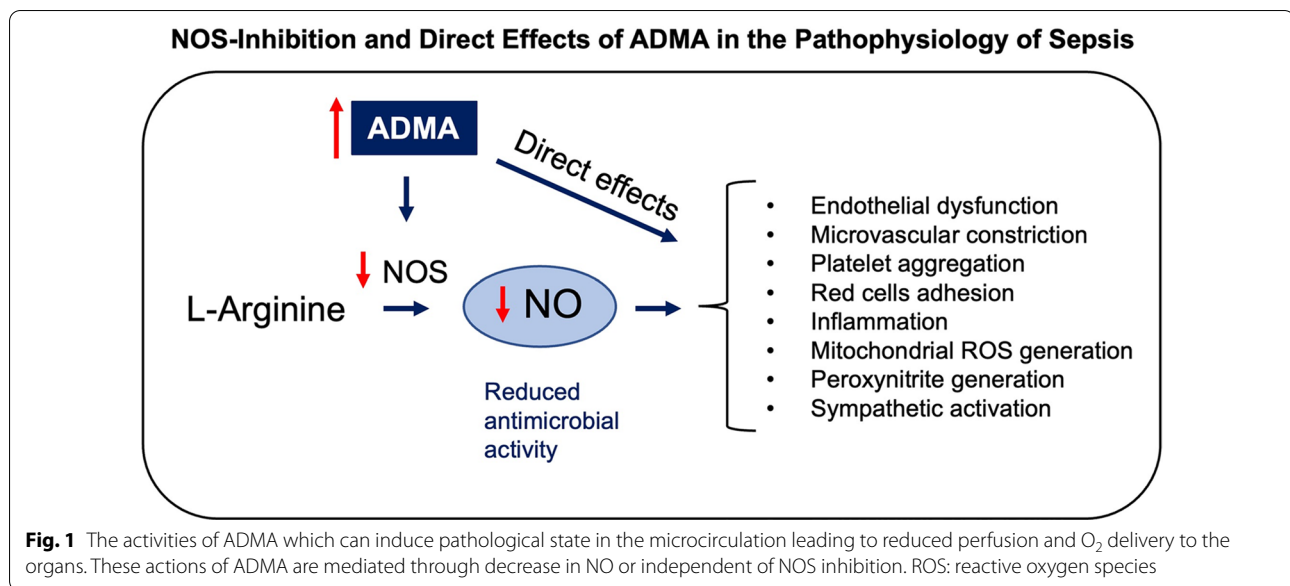 NOS-Inhibition and Direct Effects of ADMA in the Pathophysiology of Sepsis
ADMA
Direct effects
NOS
L-Arginine
NO
Reduced
antimicrobial
activity
• Endothelial dysfunction
• Microvascular constriction
• Platelet aggregation
• Red cells adhesion
• Inflammation
• Mitochondrial ROS generation
• Peroxynitrite generation
• Sympathetic activation
Fig. 1 The activities of ADMA which can induce pathological state in the microcirculation leading to reduced perfusion and O₂ delivery to the
organs. These actions of ADMA are mediated through decrease in NO or independent of NOS inhibition. ROS: reactive oxygen species